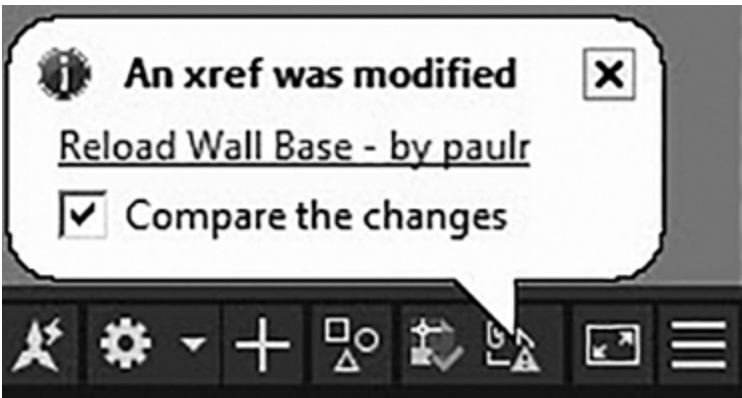 An xref was modified
Reload Wall Base - by paulr
Compare the changes